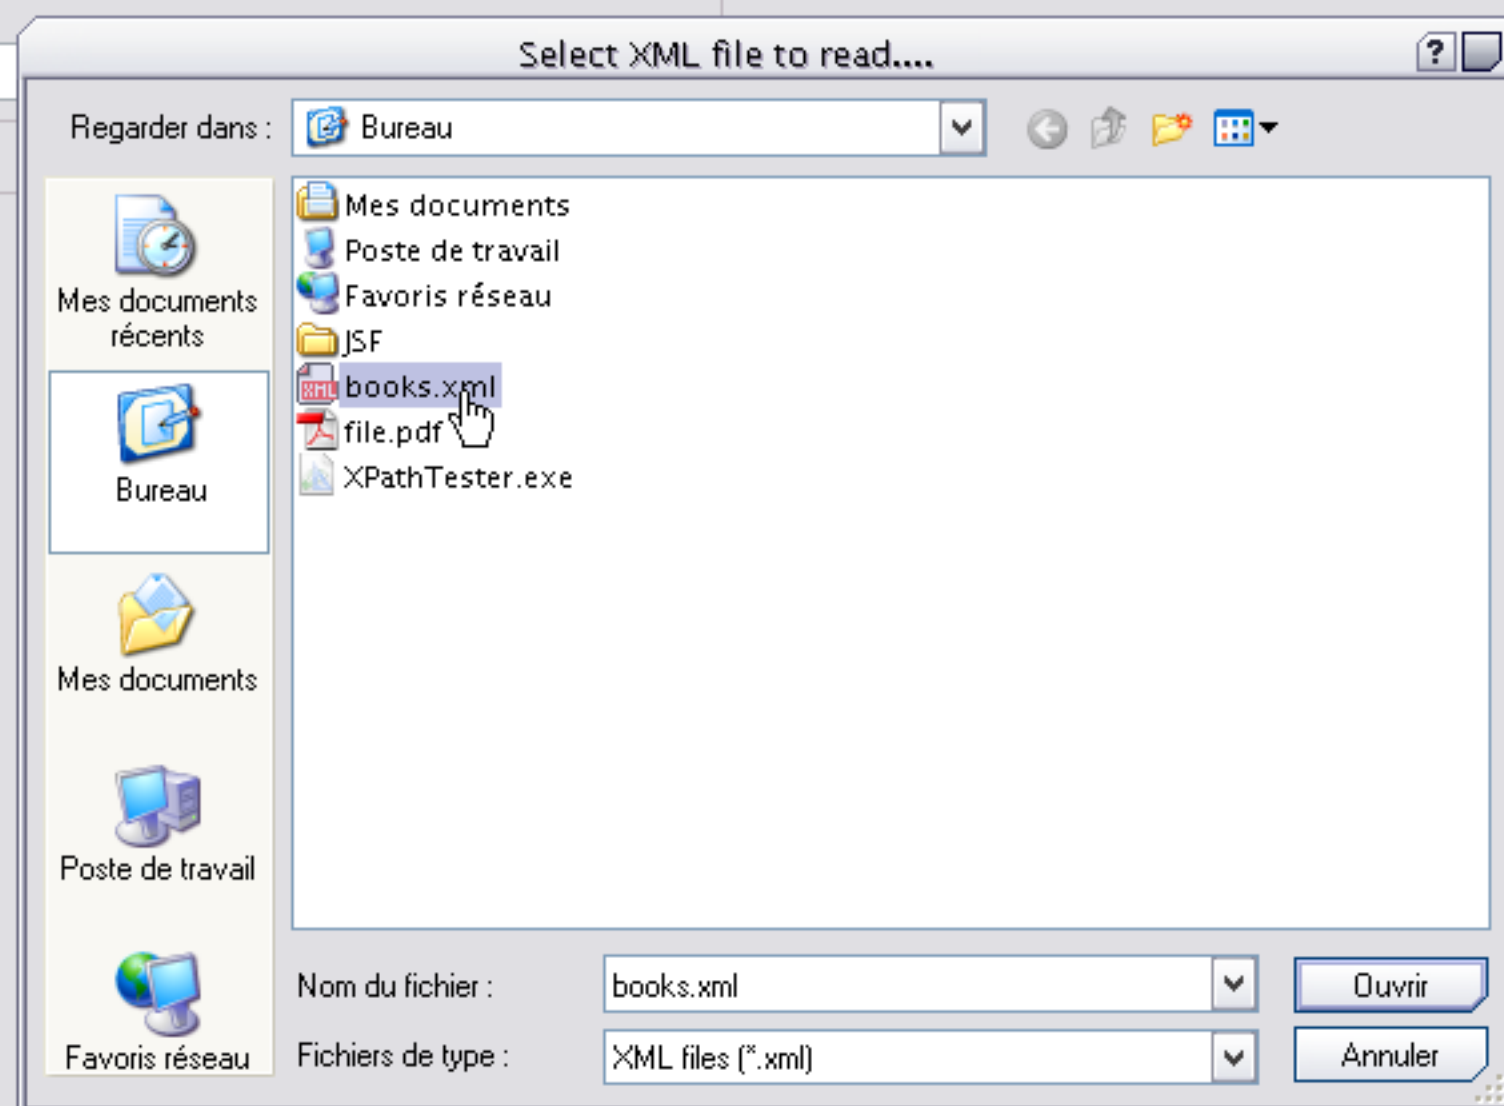 Select XML file to read....
?
Regarder dans :
Bureau
Mes documents
récents
Bureau
Mes documents
Poste de travail
Favoris réseau
Mes documents
Poste de travail
Favoris réseau
JSF
XML
books.xml
file.pdf
XPathTester.exe
Nom du fichier :
books.xml
Ouvrir
Fichiers de type :
XML files (*.xml)
Annuler